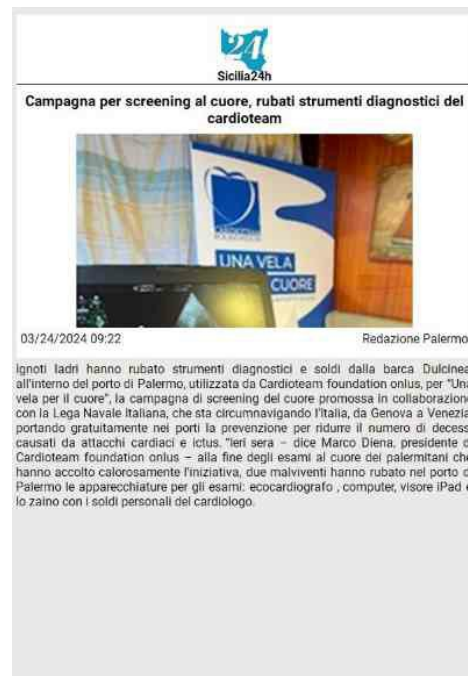 24
Sicilia24h
Campagna per screening al cuore, rubati strumenti diagnostici del
cardioteam
UNA VELA
CUORE
03/24/2024 09:22 Redazione Palermo
Ignoti ladri hanno rubato strumenti diagnostici e soldi dalla barca Dulcinea
all'interno del porto di Palermo, utilizzata da Cardioteam foundation onlus, per "Una
vela per il cuore", la campagna di screening del cuore promossa in collaborazione
con la Lega Navale Italiana, che sta circumnavigando l'Italia, da Genova a Venezia
portando gratuitamente nei porti la prevenzione per ridurre il numero di decess
causati da attacchi cardiaci e ictus. "Ieri sera – dice Marco Diena, presidente d
Cardioteam foundation onlus – alla fine degli esami al cuore dei palermitani che
hanno accolto calorosamente l'iniziativa, due malviventi hanno rubato nel porto d
Palermo le apparecchiature per gli esami: ecocardiografo , computer, visore iPad e
lo zaino con i soldi personali del cardiologo.